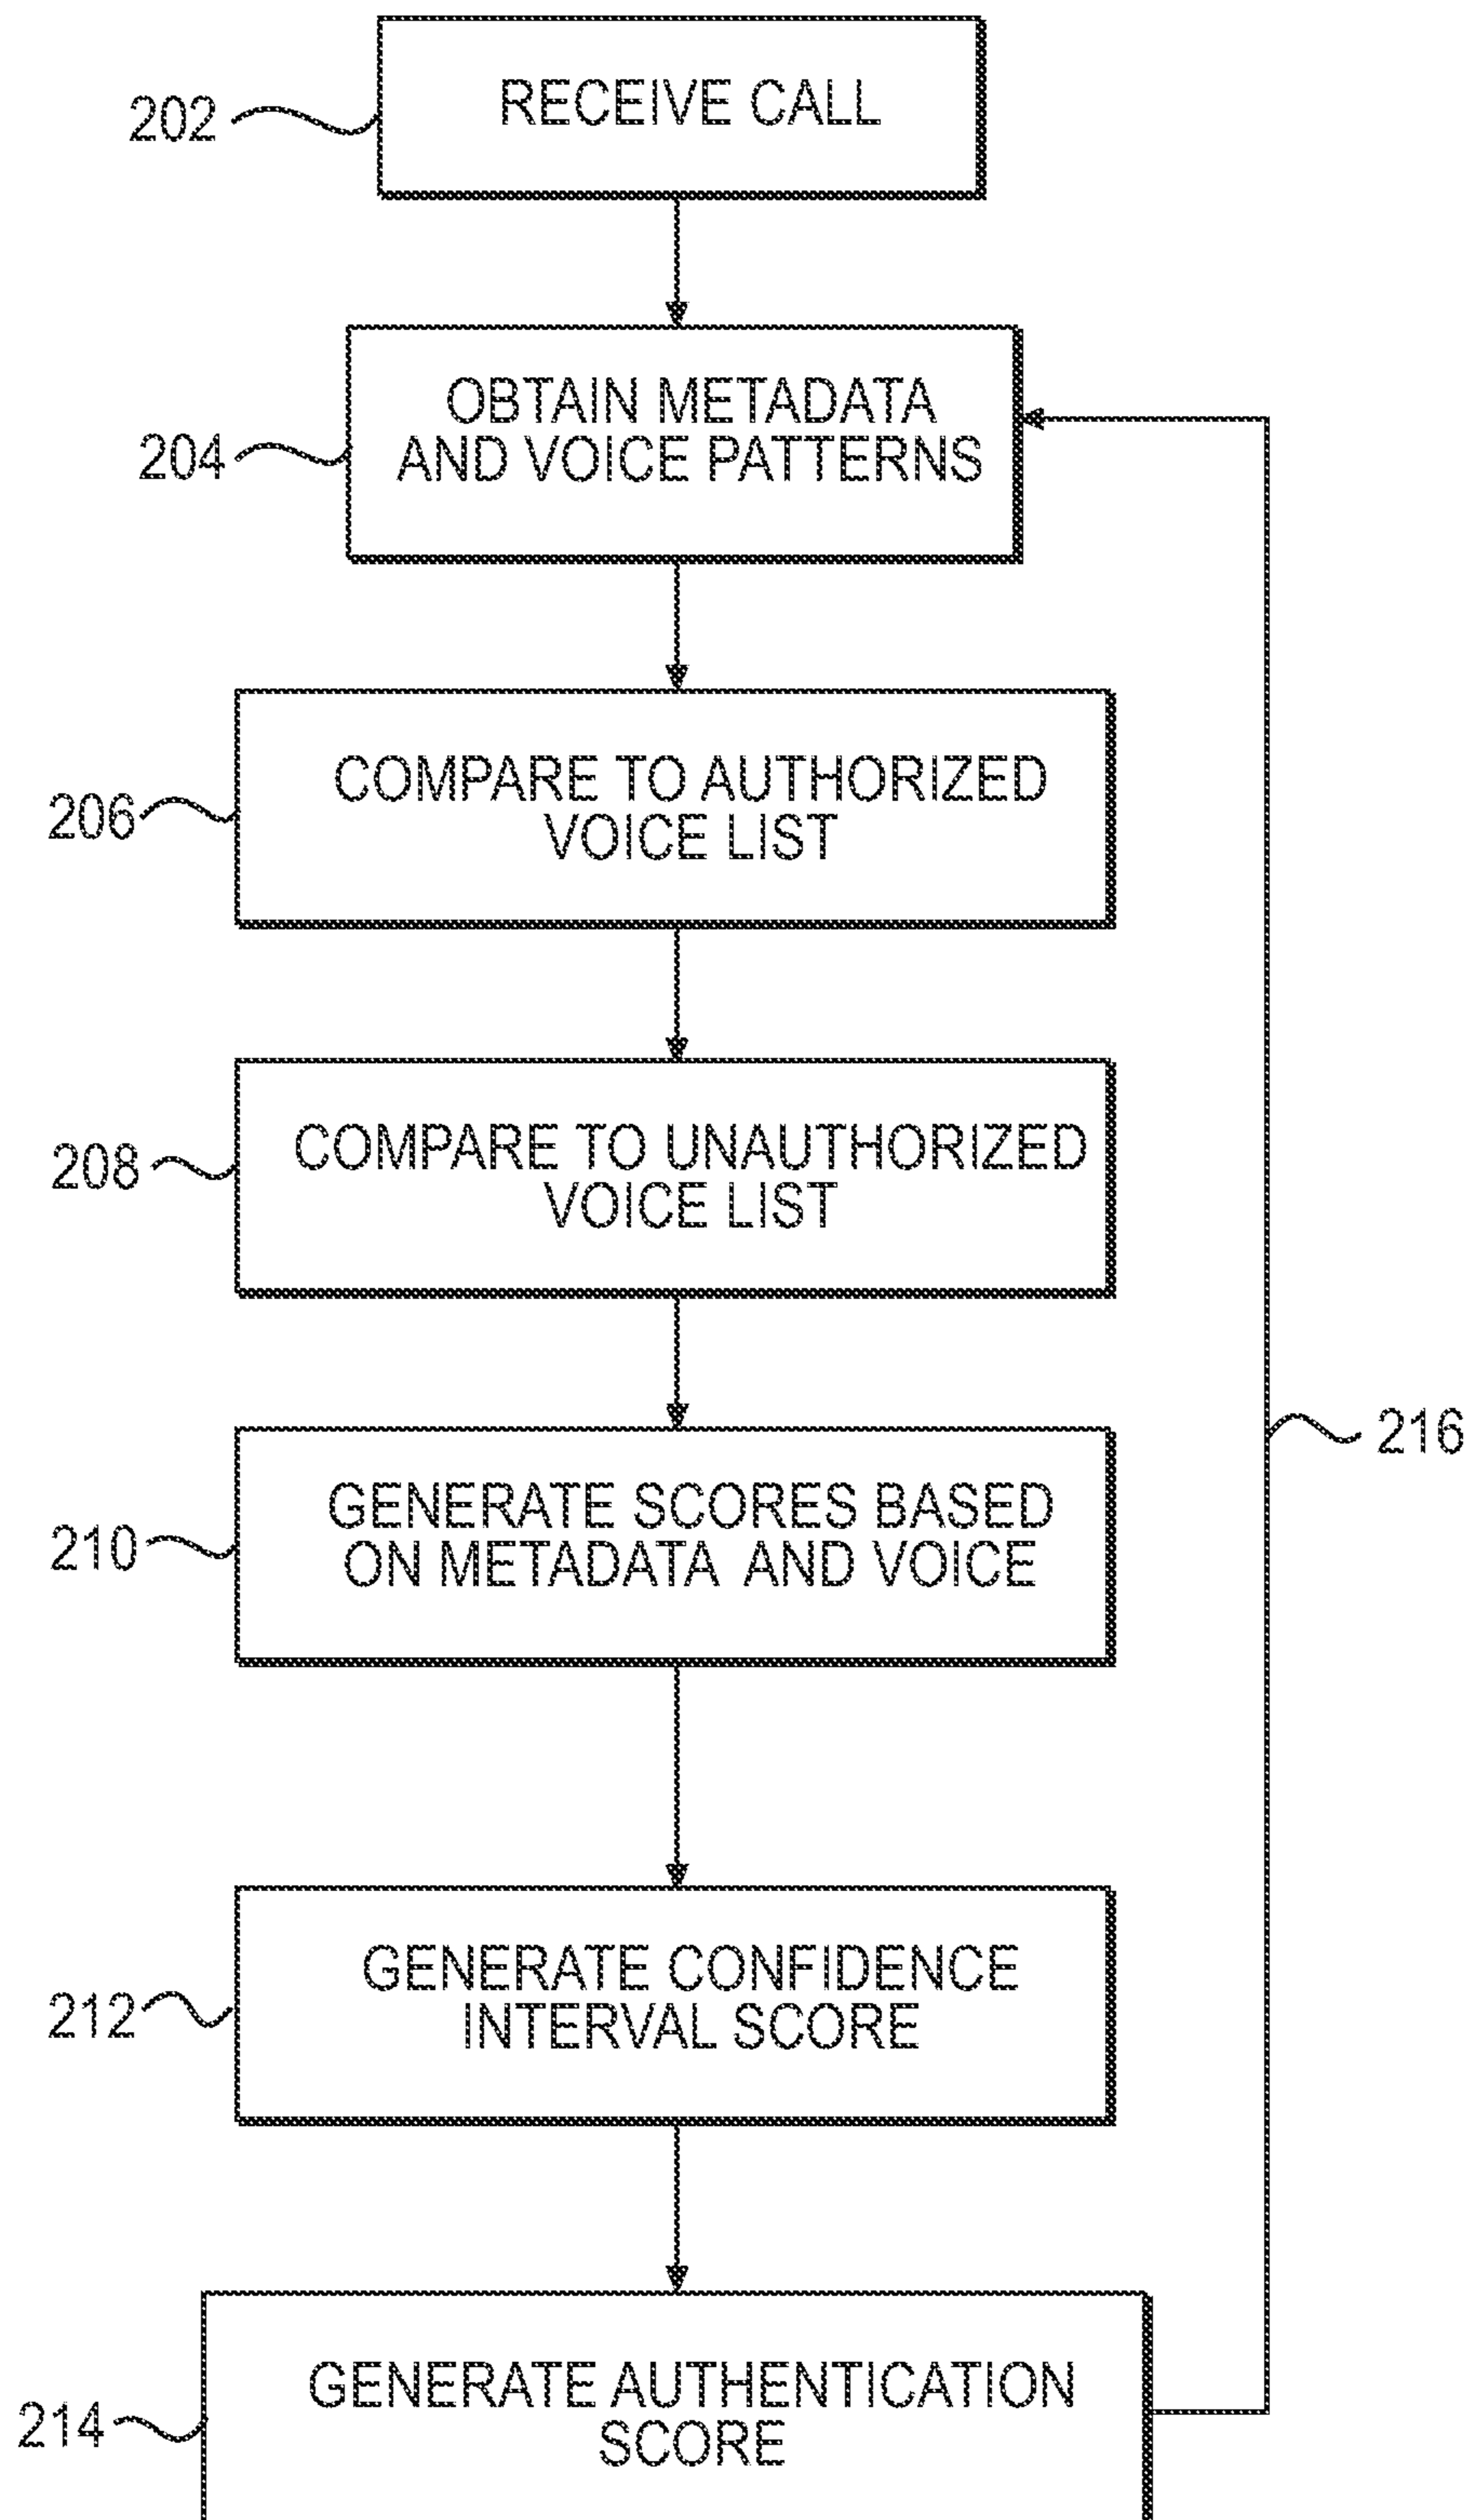 202
RECEIVE CALL
204
OBTAIN METADATA
AND VOICE PATTERNS
206
COMPARE TO AUTHORIZED
VOICE LIST
208
COMPARE TO UNAUTHORIZED
VOICE LIST
210
GENERATE SCORES BASED
ON METADATA AND VOICE
216
212
GENERATE CONFIDENCE
INTERVAL SCORE
214
GENERATE AUTHENTICATION
SCORE